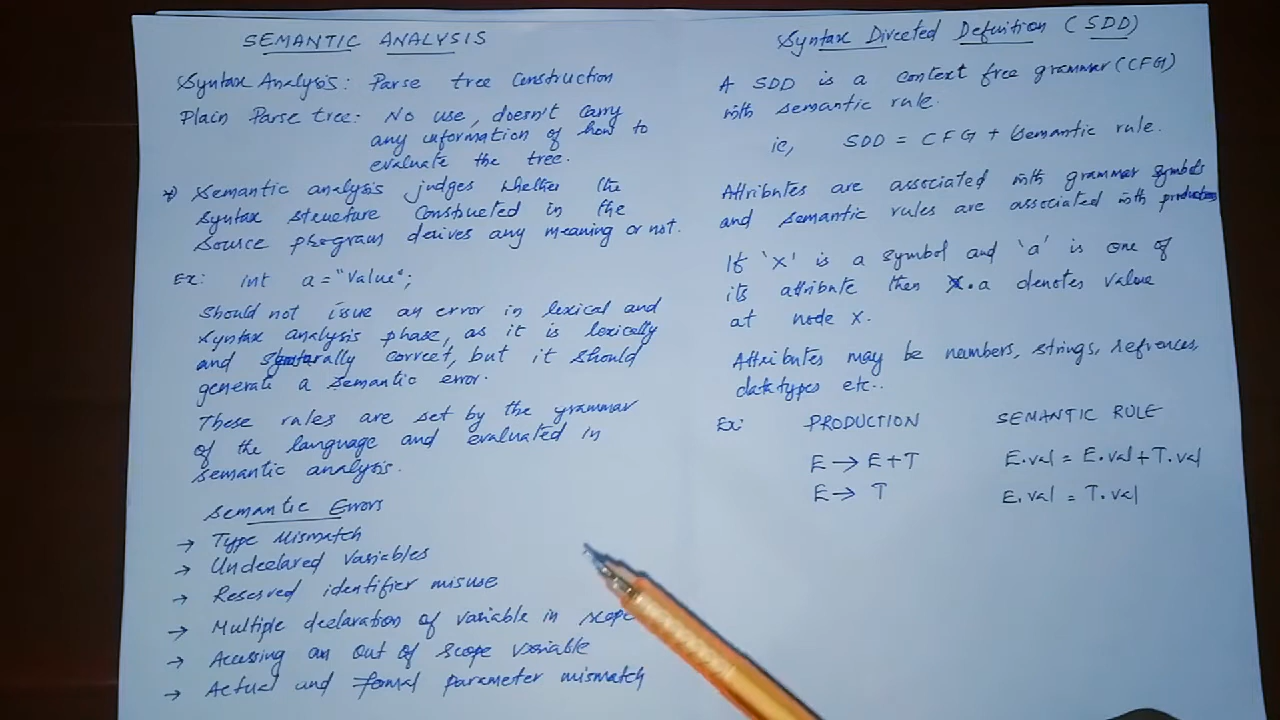 SEMANTIC ANALYSIS
Syntax Analysis: Parse tree Construction
Plain Parse tree: No use, doesn't carry
any information of how to
evaluate the tree.
Semantic analysis judges whether the
syntax structure constructed in the
source program derives any meaning or not.
Ex: int a = "Value";
Should not issue an error in lexical and
syntax analysis phase, as it is lexically
and correct, but it should
generate a semantic error.
These rules are set by the grammar
of the language and evaluated in
semantic analysis.
Semantic Errors
→ Type Mismatch
→ Undeclared Variables
→ Reserved identifier misuse
→ Multiple declaration of variable in scope
→ Accessing an out of scope variable
→ Actual and formal parameter mismatch
Syntax Directed Definition (SDD)
A SDD is a context free grammar (CFG)
with semantic rule.
ie, SDD = CFG + Semantic rule.
Attributes are associated with grammar symbols
and semantic rules are associated with productions
If 'X' is a symbol and 'a' is one of
its attribute then X.a denotes value
at node X.
Attributes may be numbers, strings, refrences,
datatypes etc..
Ex: PRODUCTION SEMANTIC RULE
E → E+T E.val = E.val + T.val
E → T E.val = T.val